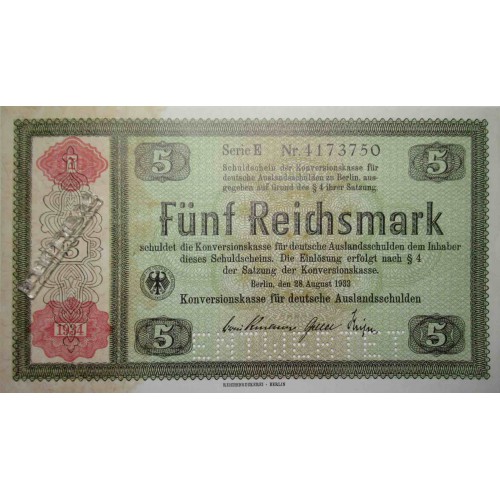 Serie E Nr. 4173750
5 5
Schuldschein der Konversionskasse für
deutsche Auslandsschulden zu Berlin, aus-
gegeben auf Grund des § 4 ihrer Satzung.
Fünf Reichsmark
schuldet die Konversionskasse für deutsche Auslandsschulden dem Inhaber
dieses Schuldscheins. Die Einlösung erfolgt nach § 4
der Satzung der Konversionskasse.
Berlin, den 28. August 1933
Konversionskasse für deutsche Auslandsschulden
5 5
1934
REICHSDRUCKEREI · BERLIN